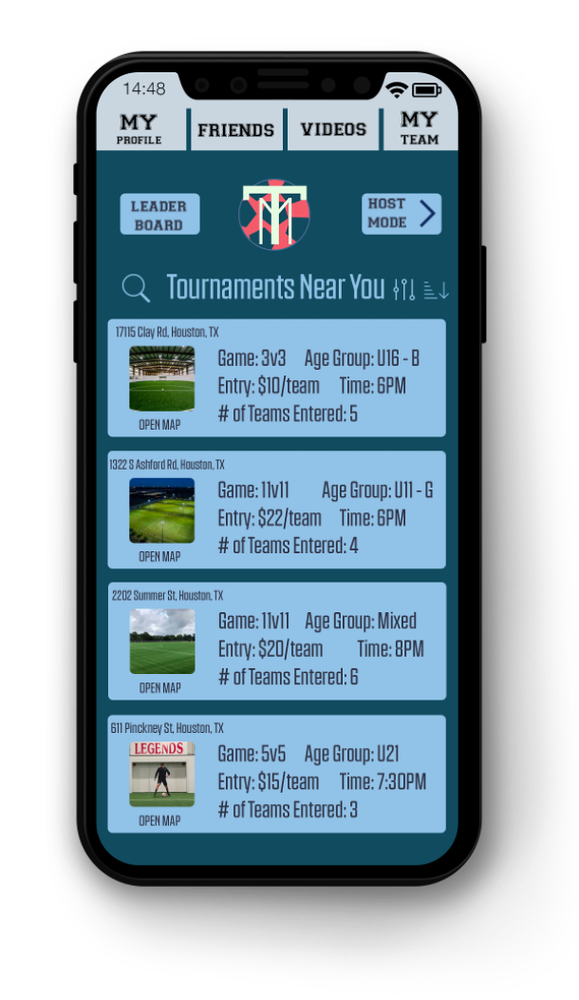 14:48
MY
PROFILE
FRIENDS
VIDEOS
MY
TEAM
LEADER
BOARD
HOST
MODE
Tournaments Near You
17115 Clay Rd, Houston, TX
Game: 3v3 Age Group: U16 - B
Entry: $10/team Time: 6PM
# of Teams Entered: 5
OPEN MAP
1322 S Ashford Rd, Houston, TX
Game: 11v11 Age Group: U11 - G
Entry: $22/team Time: 6PM
# of Teams Entered: 4
OPEN MAP
2202 Summer St, Houston, TX
Game: 11v11 Age Group: Mixed
Entry: $20/team Time: 8PM
# of Teams Entered: 6
OPEN MAP
611 Pinckney St, Houston, TX
LEGENDS
Game: 5v5 Age Group: U21
Entry: $15/team Time: 7:30PM
# of Teams Entered: 3
OPEN MAP